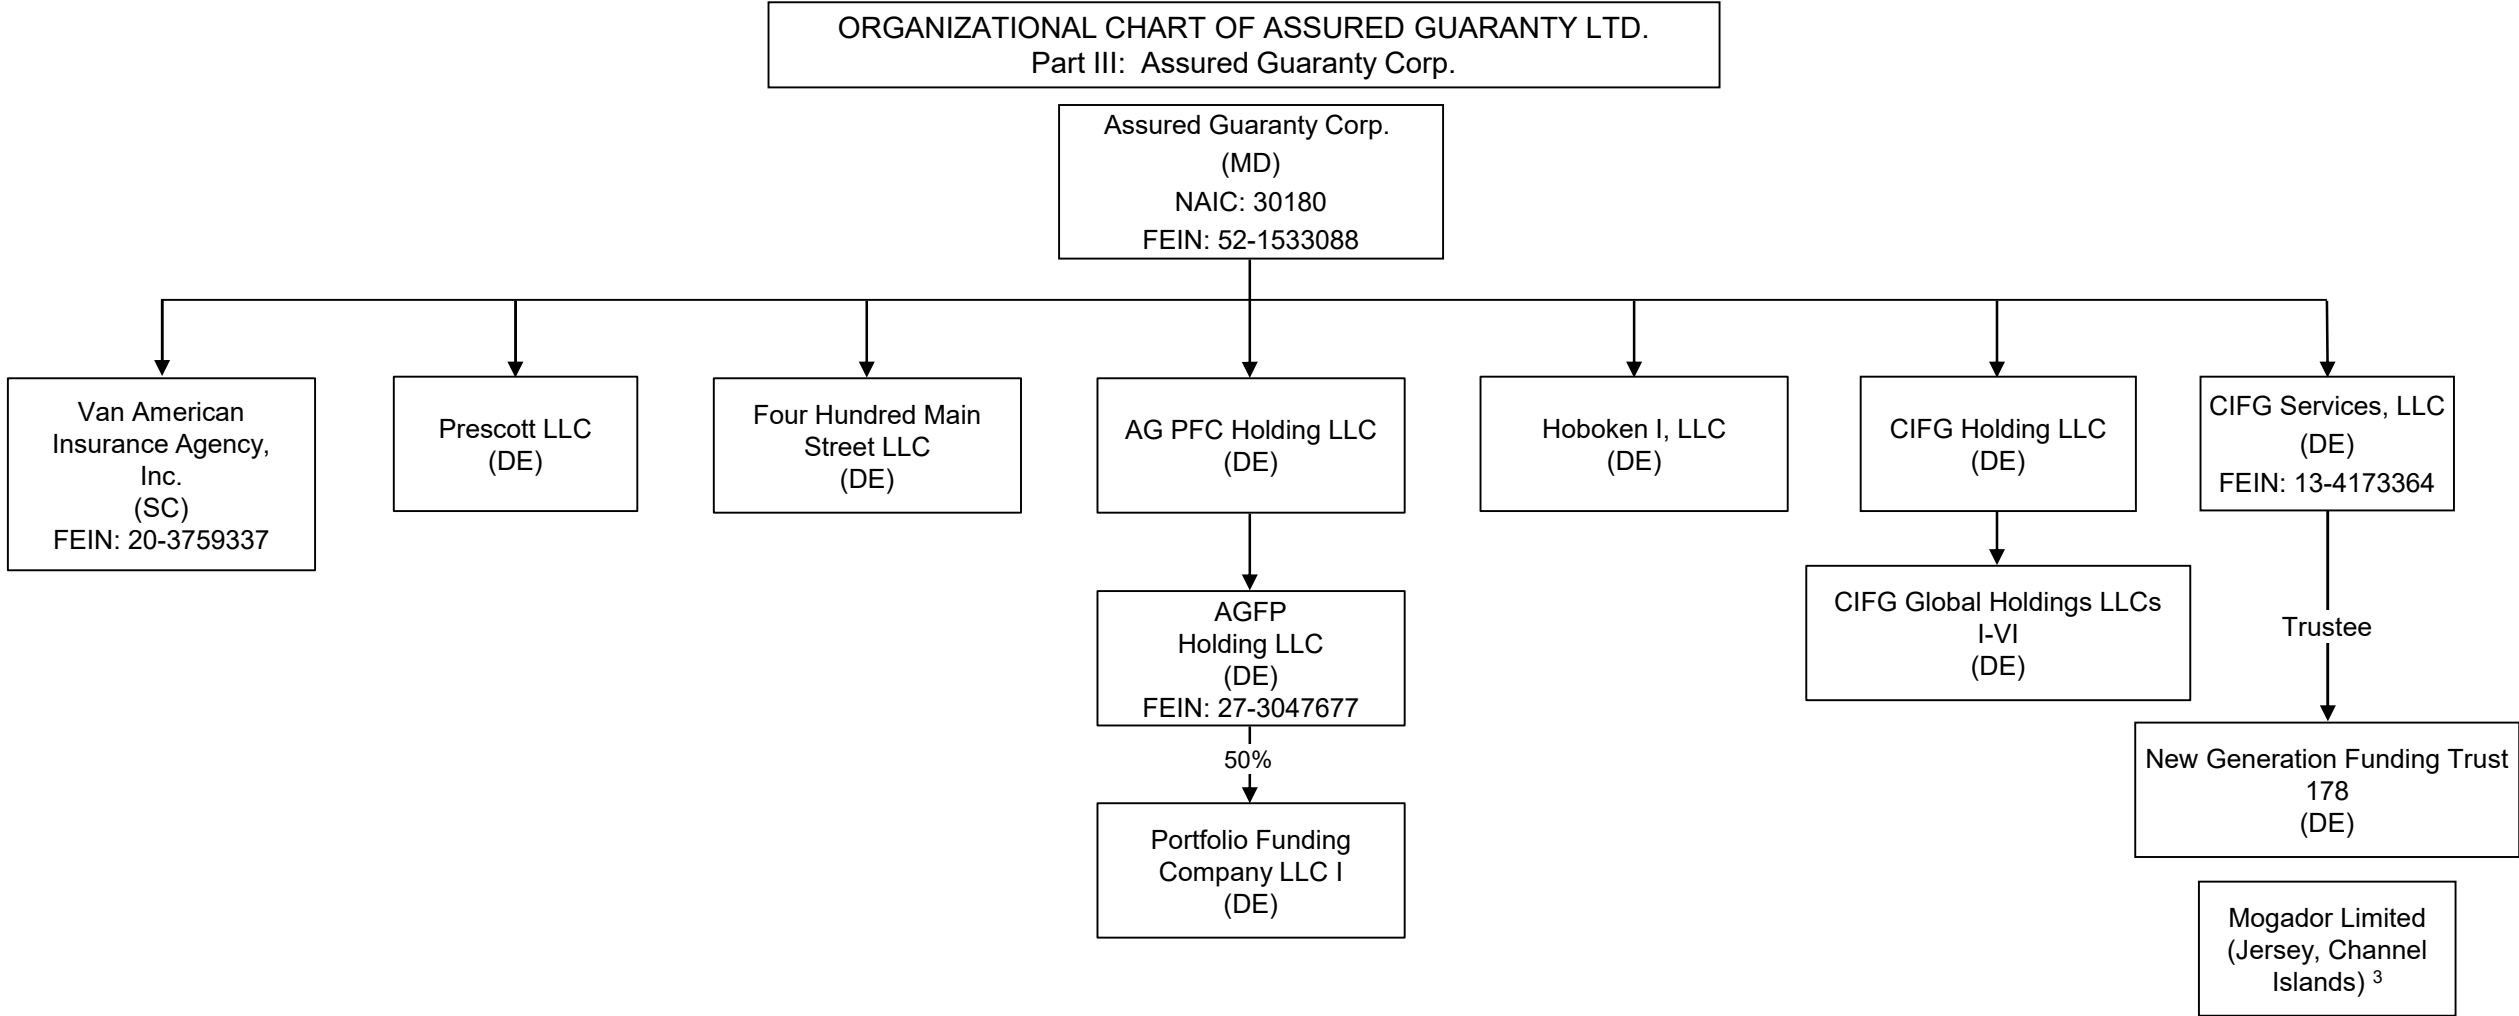 ORGANIZATIONAL CHART OF ASSURED GUARANTY LTD.
Part III: Assured Guaranty Corp.
Assured Guaranty Corp.
(MD)
NAIC: 30180
FEIN: 52-1533088
Van American
Insurance Agency,
Inc.
(SC)
FEIN: 20-3759337
Prescott LLC
(DE)
Four Hundred Main
Street LLC
(DE)
AG PFC Holding LLC
(DE)
Hoboken I, LLC
(DE)
CIFG Holding LLC
(DE)
CIFG Services, LLC
(DE)
FEIN: 13-4173364
AGFP
Holding LLC
(DE)
FEIN: 27-3047677
CIFG Global Holdings LLCs
I-VI
(DE)
Trustee
50%
New Generation Funding Trust
178
(DE)
Portfolio Funding
Company LLC I
(DE)
Mogador Limited
(Jersey, Channel
Islands) 3